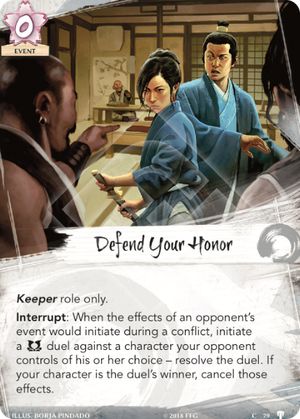 0
EVENT
Defend Your Honor
Keeper role only.
Interrupt: When the effects of an opponent's
event would initiate during a conflict, initiate
a duel against a character your opponent
controls of his or her choice – resolve the duel. If
your character is the duel's winner, cancel those
effects.
ILLUS. BORJA PINDADO © 2018 FFG C 29